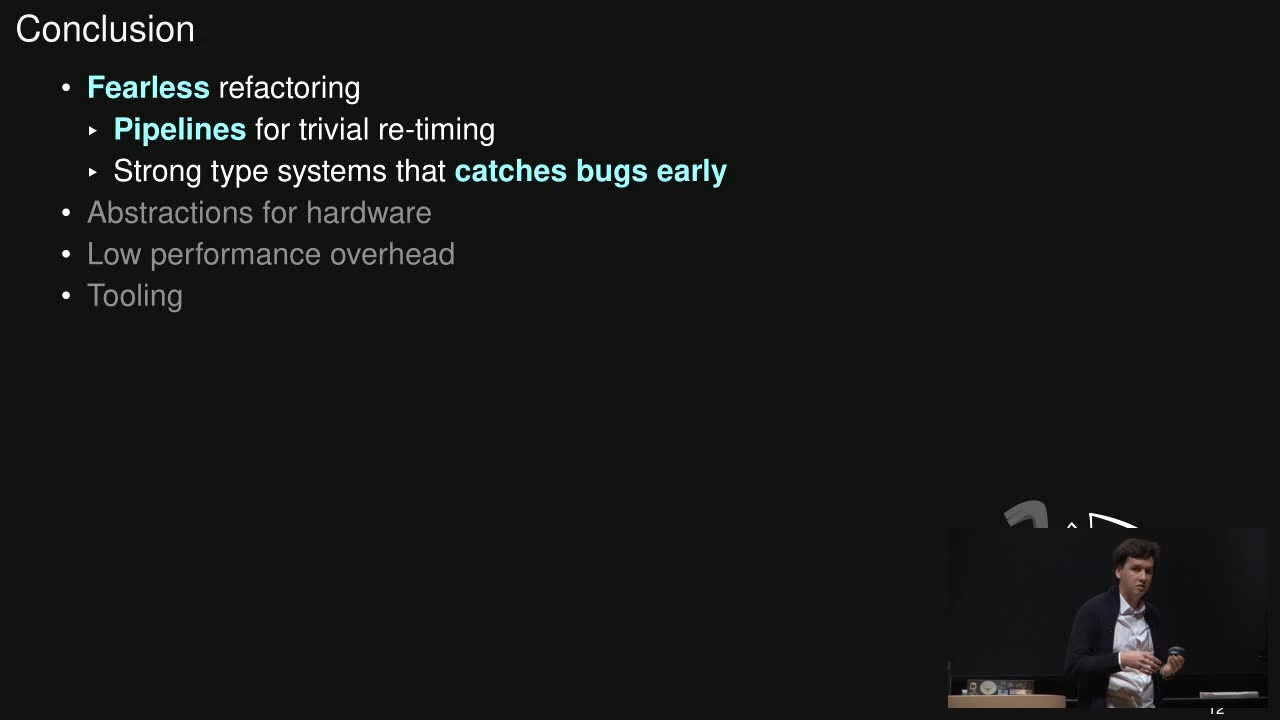 Conclusion
• Fearless refactoring
‣ Pipelines for trivial re-timing
‣ Strong type systems that catches bugs early
• Abstractions for hardware
• Low performance overhead
• Tooling
12